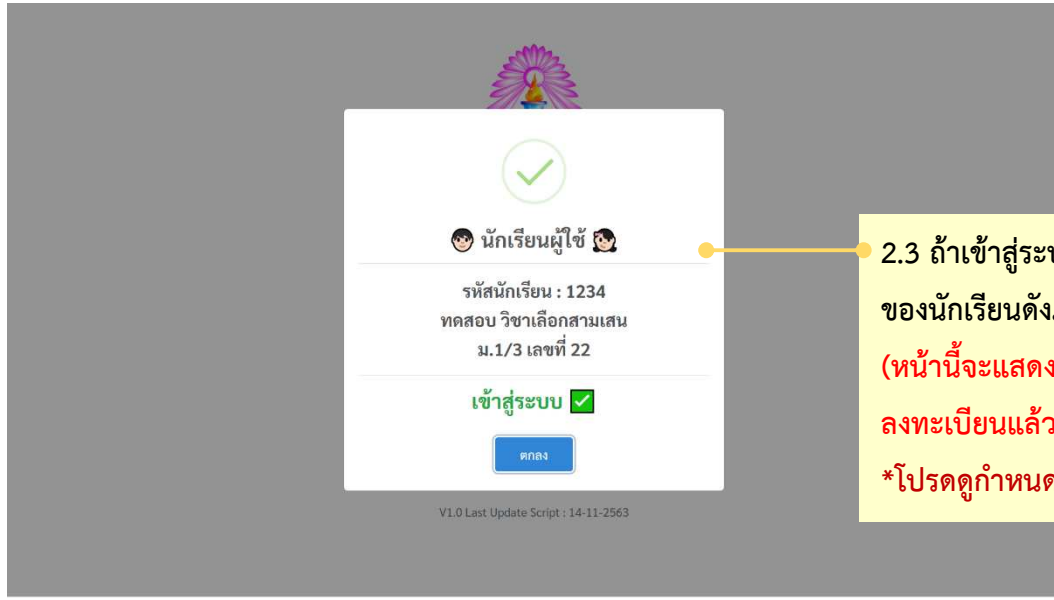 นักเรียนผู้ใช้
รหัสนักเรียน : 1234
ทดสอบ วิชาเลือกสามเสน
ม.1/3 เลขที่ 22
เข้าสู่ระบบ
ตกลง
V1.0 Last Update Script : 14-11-2563
2.3 ถ้าเข้าสู่ระบ
ของนักเรียนดัง
(หน้านี้จะแสดง
ลงทะเบียนแล้ว
*โปรดดูกำหนด